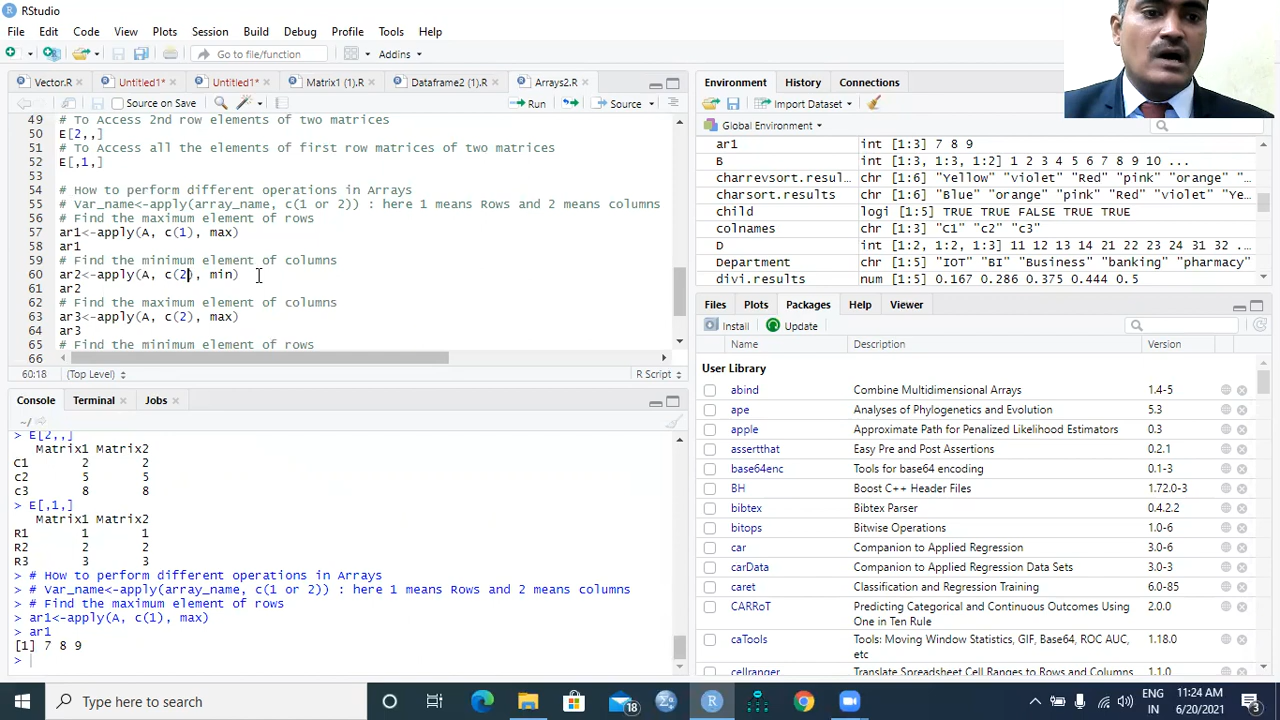 RStudio
File Edit Code View Plots Session Build Debug Profile Tools Help
Go to file/function Addins
Vector.R Untitled1* Untitled1* Matrix1 (1).R Dataframe2 (1).R Arrays2.R
Source on Save Run Source
49 # To Access 2nd row elements of two matrices
50 E[2,,]
51 # To Access all the elements of first row matrices of two matrices
52 E[,1,]
53
54 # How to perform different operations in Arrays
55 # Var_name<-apply(array_name, c(1 or 2)) : here 1 means Rows and 2 means columns
56 # Find the maximum element of rows
57 ar1<-apply(A, c(1), max)
58 ar1
59 # Find the minimum element of columns
60 ar2<-apply(A, c(2), min)
61 ar2
62 # Find the maximum element of columns
63 ar3<-apply(A, c(2), max)
64 ar3
65 # Find the minimum element of rows
66
60:18 (Top Level) R Script
Console Terminal Jobs
~/
> E[2,,]
Matrix1 Matrix2
C1 2 2
c2 5 5
c3 8 8
> E[,1,]
Matrix1 Matrix2
R1 1 1
R2 2 2
R3 3 3
> # How to perform different operations in Arrays
> # Var_name<-apply(array_name, c(1 or 2)) : here 1 means Rows and 2 means columns
> # Find the maximum element of rows
> ar1<-apply(A, c(1), max)
> ar1
[1] 7 8 9
>
Environment History Connections
Import Dataset
Global Environment
ar1 int [1:3] 7 8 9
B int [1:3, 1:3, 1:2] 1 2 3 4 5 6 7 8 9 10 ...
charrevsort.resul… chr [1:6] "Yellow" "violet" "Red" "pink" "orange" "…
charsort.results chr [1:6] "Blue" "orange" "pink" "Red" "violet" "Ye…
child logi [1:5] TRUE TRUE FALSE TRUE TRUE
colnames chr [1:3] "C1" "c2" "c3"
D int [1:2, 1:2, 1:3] 11 12 13 14 21 22 23 24 31 32 …
Department chr [1:6] "IOT" "BI" "Business" "banking" "pharmacy"
divi.results num [1:5] 0.167 0.286 0.375 0.444 0.5
Files Plots Packages Help Viewer
Install Update
Name Description Version
User Library
abind Combine Multidimensional Arrays 1.4-5
ape Analyses of Phylogenetics and Evolution 5.3
apple Approximate Path for Penalized Likelihood Estimators 0.3
assertthat Easy Pre and Post Assertions 0.2.1
base64enc Tools for base64 encoding 0.1-3
BH Boost C++ Header Files 1.72.0-3
bibtex Bibtex Parser 0.4.2.2
bitops Bitwise Operations 1.0-6
car Companion to Applied Regression 3.0-6
carData Companion to Applied Regression Data Sets 3.0-3
caret Classification and Regression Training 6.0-85
CARRoT Predicting Categorical and Continuous Outcomes Using One in Ten Rule 2.0.0
caTools Tools: Moving Window Statistics, GIF, Base64, ROC AUC, etc 1.18.0
cellranger Translate Spreadsheet Cell Ranges to Rows and Columns 1.1.0
Type here to search
18
ENG
IN
11:24 AM
6/20/2021
3